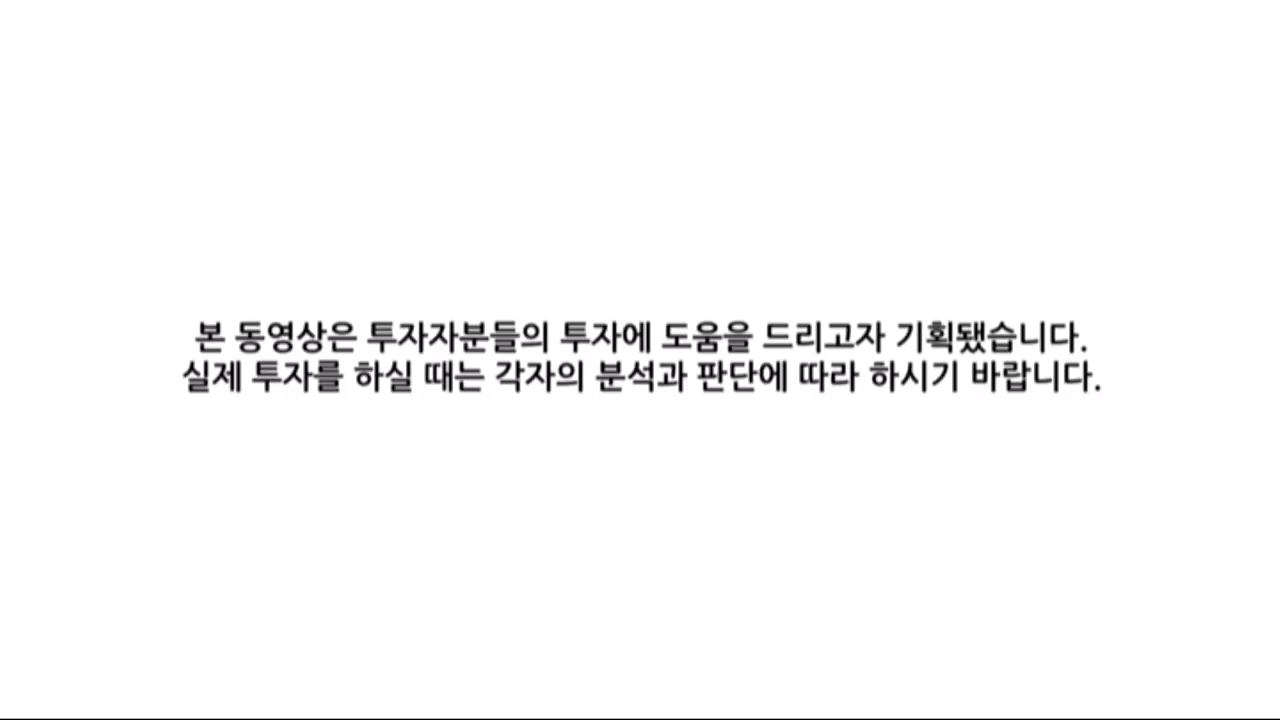 본 동영상은 투자자분들의 투자에 도움을 드리고자 기획됐습니다.
실제 투자를 하실 때는 각자의 분석과 판단에 따라 하시기 바랍니다.